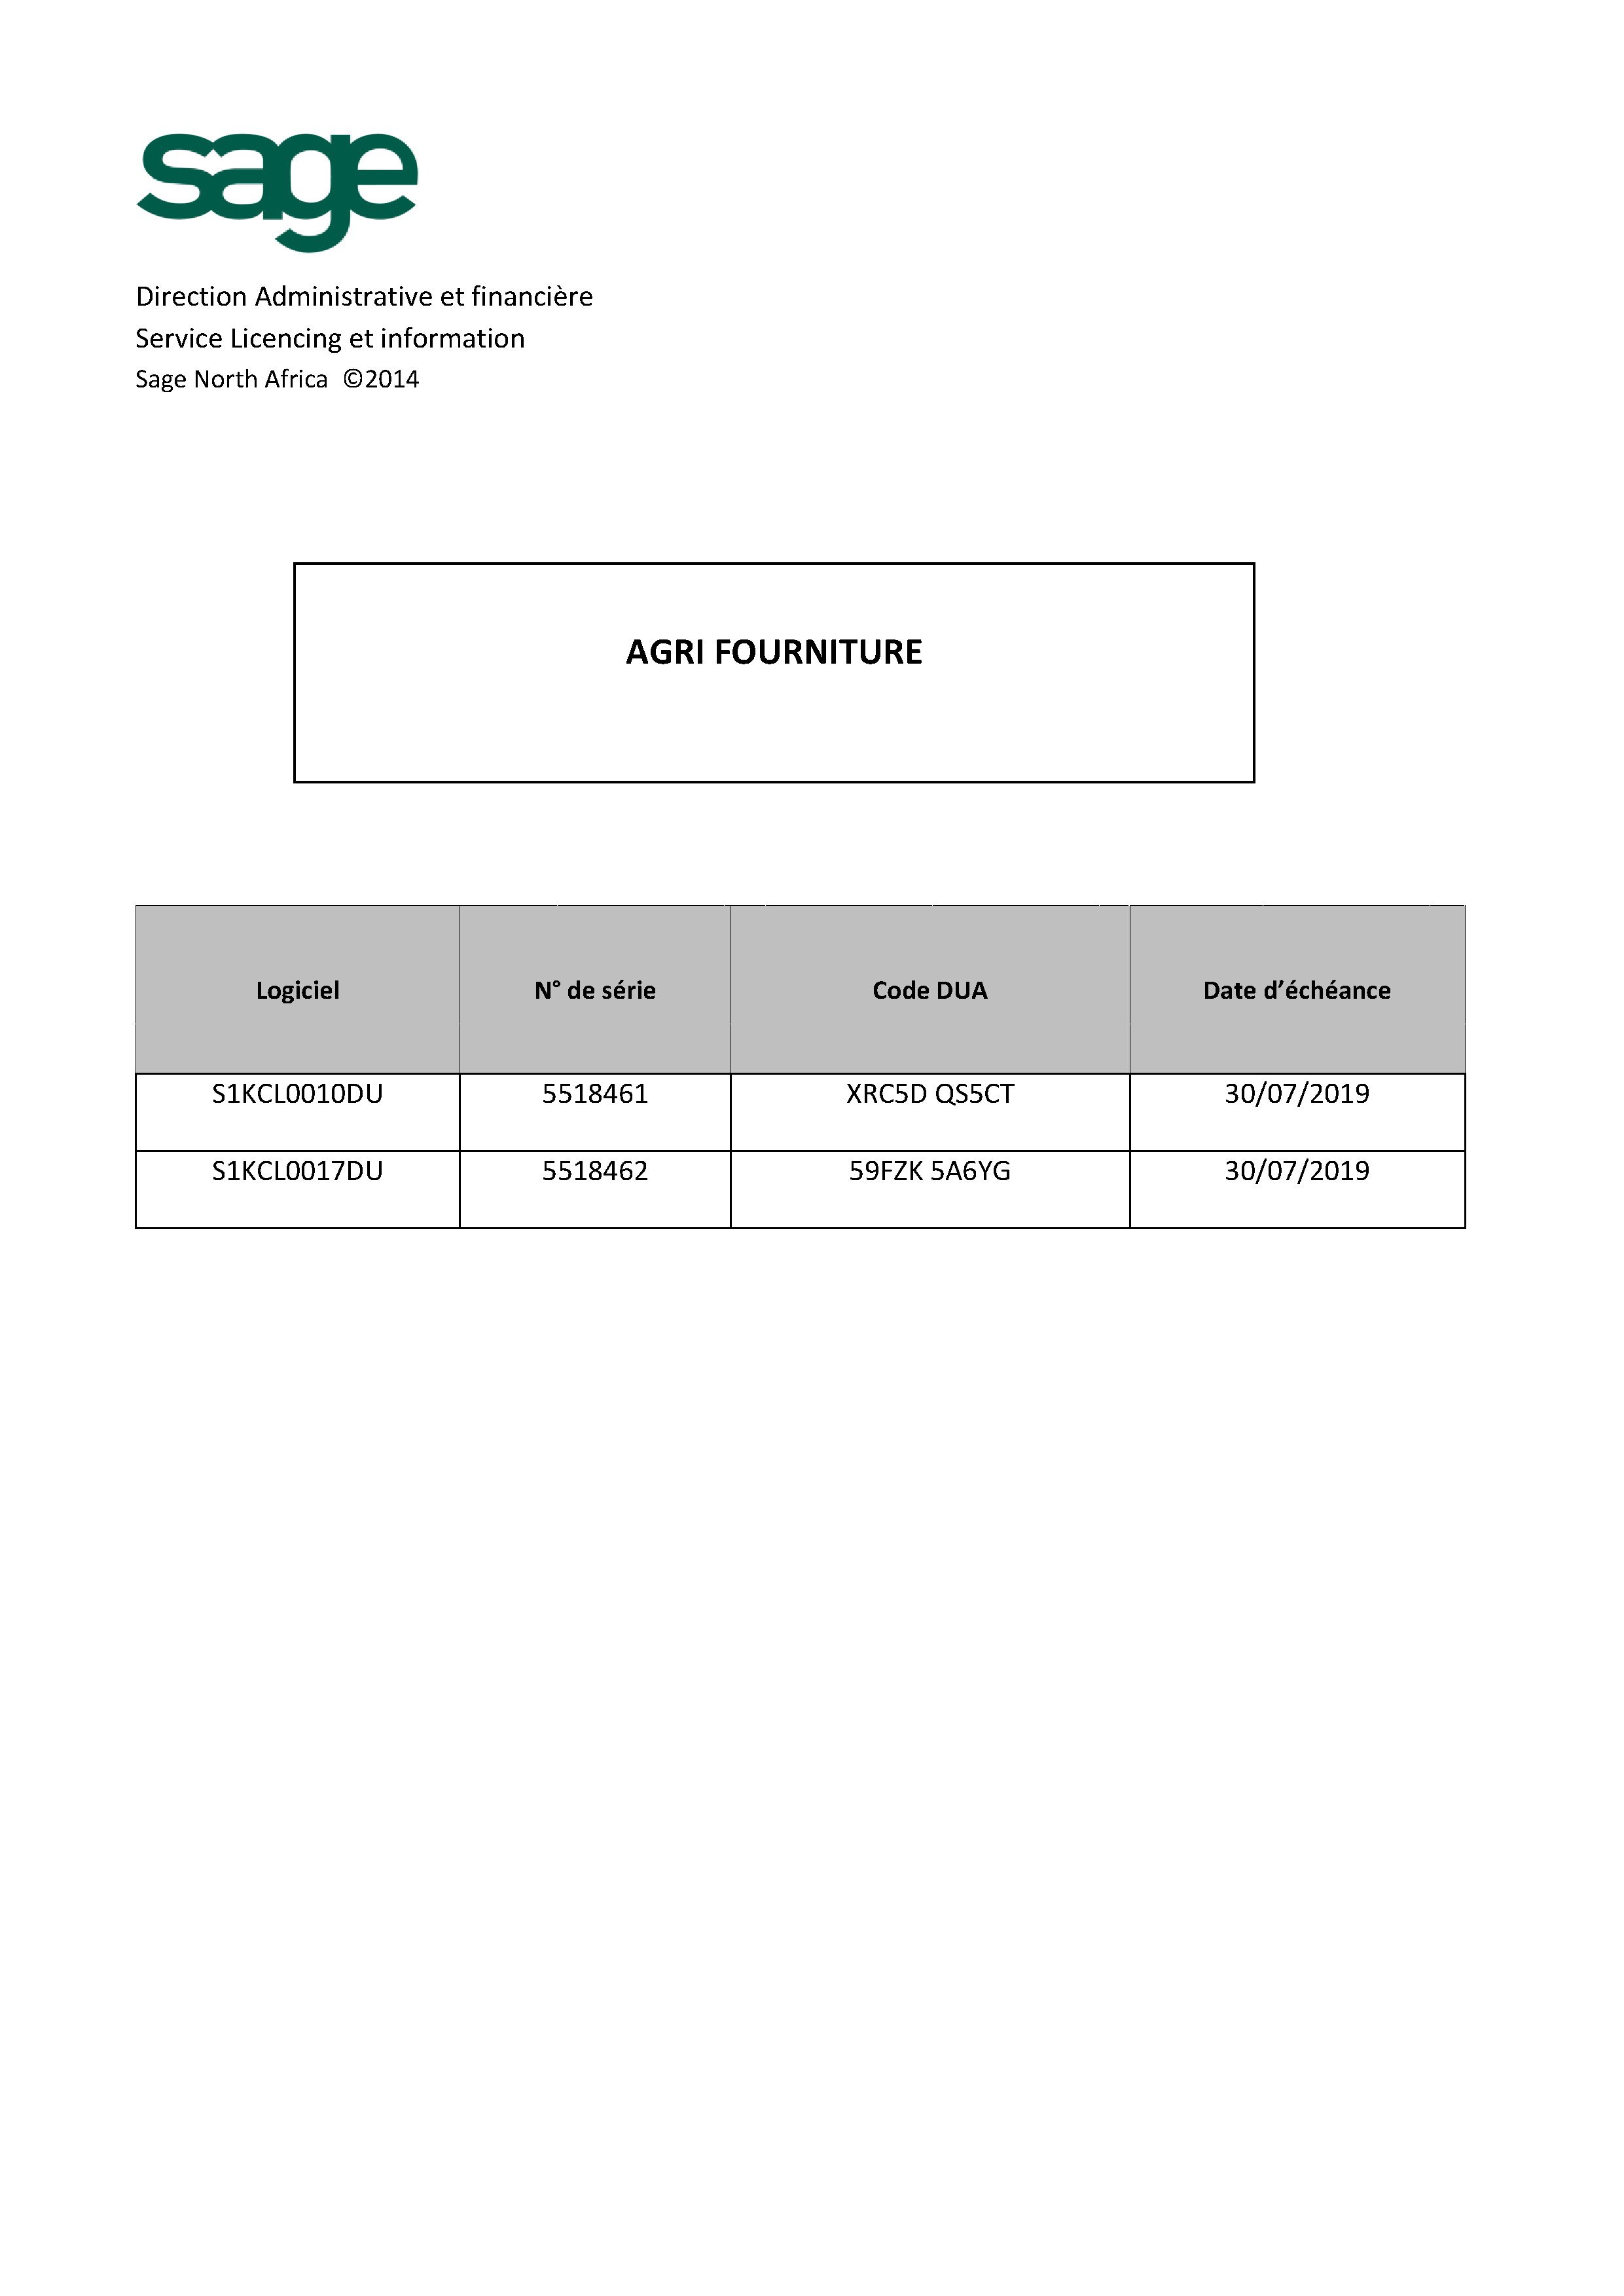 sage
Direction Administrative et financière
Service Licencing et information
Sage North Africa ©2014
AGRI FOURNITURE
Logiciel N° de série Code DUA Date d’échéance
S1KCL0010DU 5518461 XRC5D QS5CT 30/07/2019
S1KCL0017DU 5518462 59FZK 5A6YG 30/07/2019